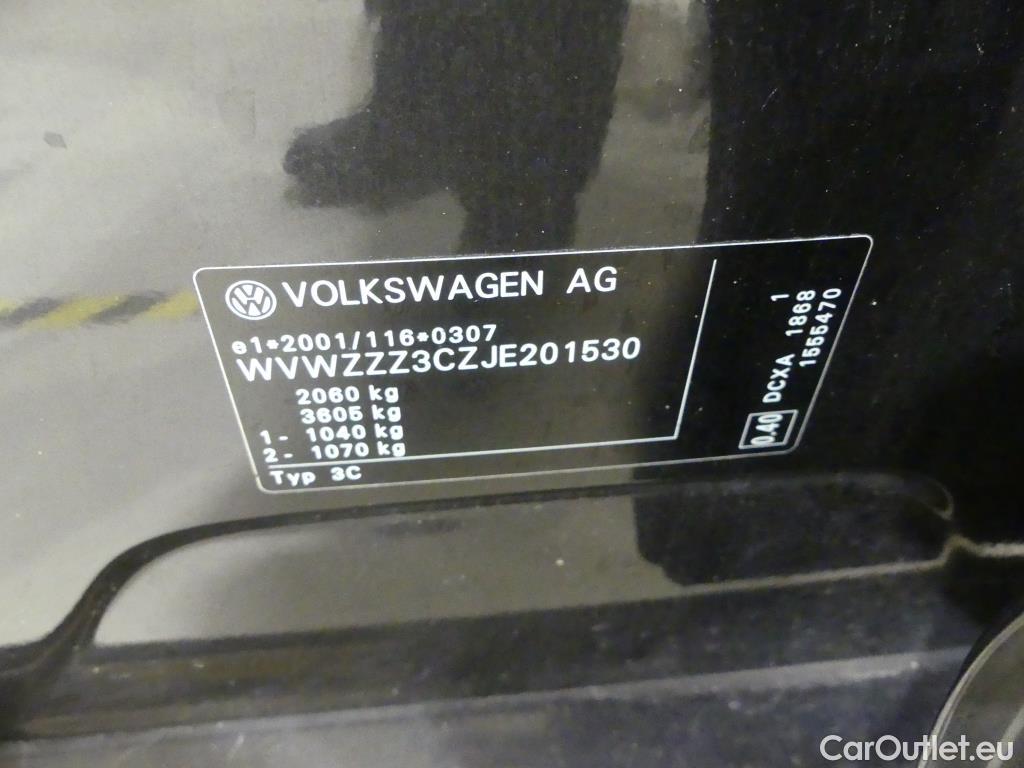 VOLKSWAGEN AG
e1*2001/116*0307
WVWZZZ3CZJE201530
2060 kg
3605 kg
1- 1040 kg
2- 1070 kg
Typ 3C
0.40 DCXA 1868 1
1555470
CarOutlet.eu